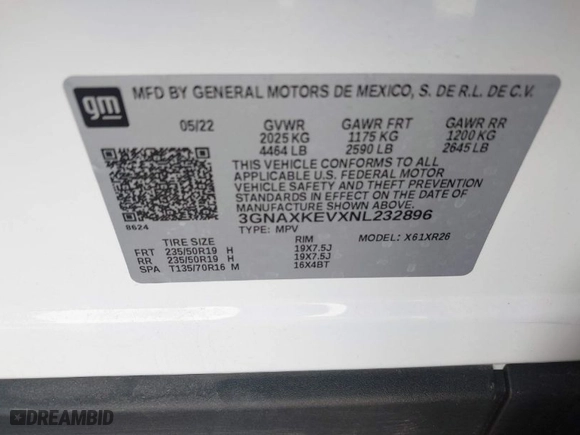 gm
MFD BY GENERAL MOTORS DE MEXICO, S. DE R.L. DE C.V.
05/22 GVWR GAWR FRT GAWR RR
2025 KG 1175 KG 1200 KG
4464 LB 2590 LB 2645 LB
THIS VEHICLE CONFORMS TO ALL
APPLICABLE U.S. FEDERAL MOTOR
VEHICLE SAFETY AND THEFT PREVENTION
STANDARDS IN EFFECT ON THE DATE OF
MANUFACTURE SHOWN ABOVE.
3GNAXKEVXNL232896
8624 TYPE: MPV MODEL: X61XR26
TIRE SIZE RIM
FRT 235/50R19 H 19X7.5J
RR 235/50R19 H 19X7.5J
SPA T135/70R16 M 16X4BT
DREAMBID